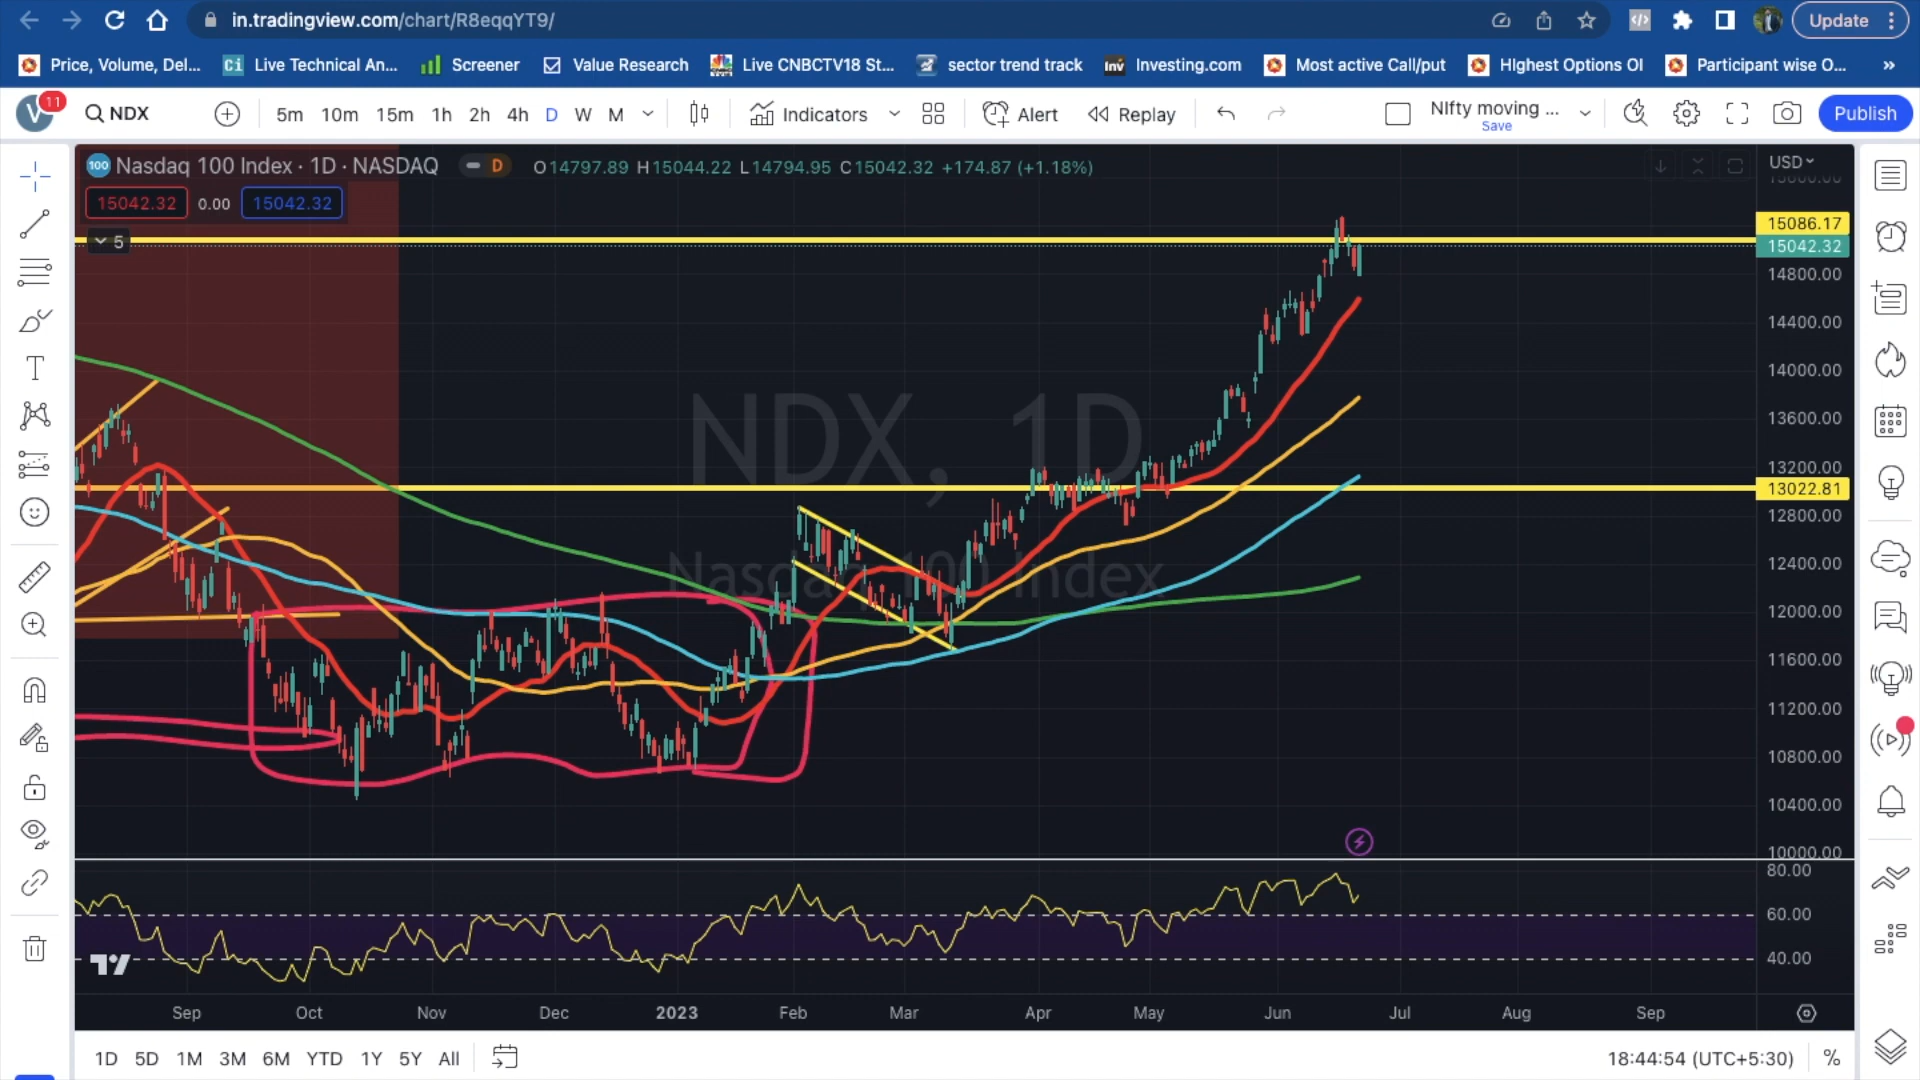 in.tradingview.com/chart/R8eqqYT9/
Update
Price, Volume, Del...
Ci Live Technical An...
Screener
Value Research
Live CNBCTV18 St...
sector trend track
Inv Investing.com
Most active Call/put
HIghest Options OI
Participant wise O...
»
V 11
NDX
5m 10m 15m 1h 2h 4h D W M
Indicators
Alert
Replay
NIfty moving ...
Save
Publish
100 Nasdaq 100 Index · 1D · NASDAQ
D
O14797.89 H15044.22 L14794.95 C15042.32 +174.87 (+1.18%)
USD
15042.32 0.00 15042.32
5
15086.17
15042.32
14800.00
14400.00
14000.00
13600.00
13200.00
13022.81
12800.00
12400.00
12000.00
11600.00
11200.00
10800.00
10400.00
10000.00
NDX, 1D
Nasdaq 100 Index
80.00
60.00
40.00
Sep Oct Nov Dec 2023 Feb Mar Apr May Jun Jul Aug Sep
1D 5D 1M 3M 6M YTD 1Y 5Y All
18:44:54 (UTC+5:30) %